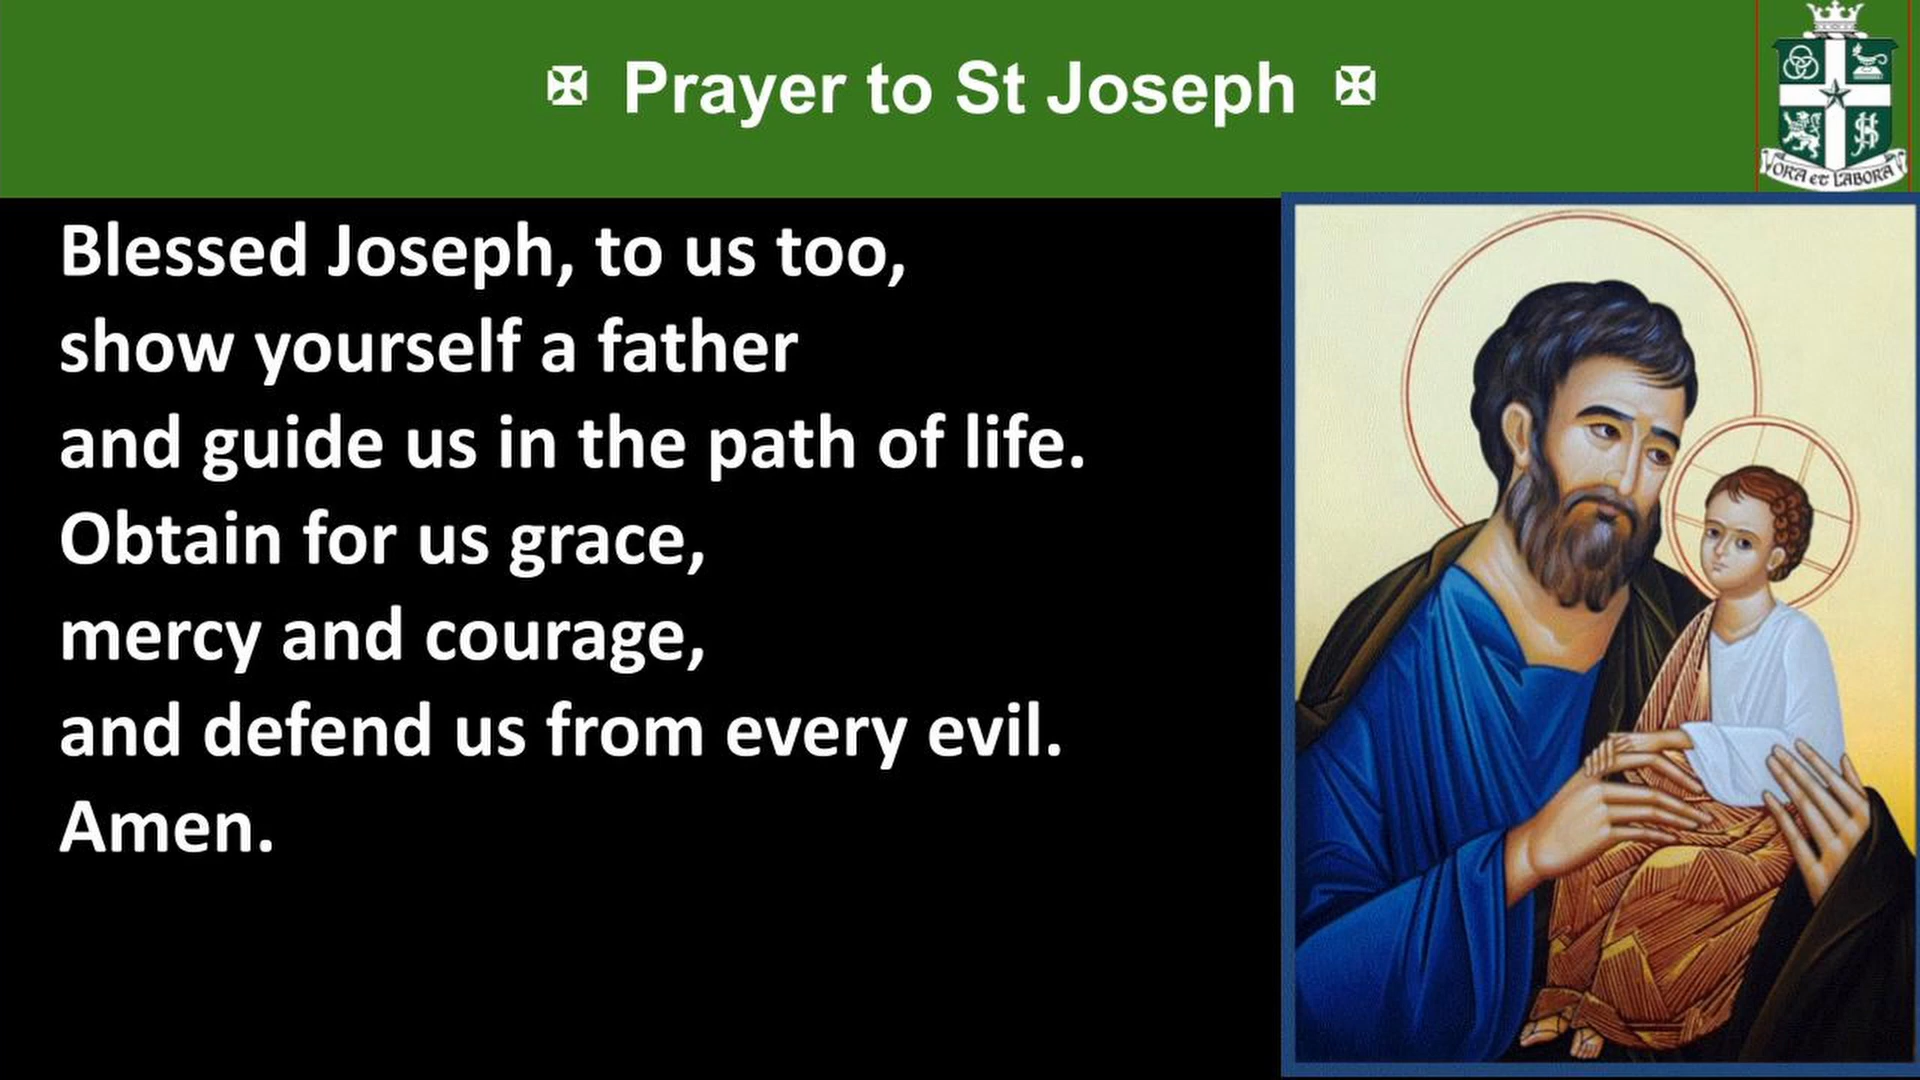 ✠ Prayer to St Joseph ✠
ORA et LABORA
Blessed Joseph, to us too,
show yourself a father
and guide us in the path of life.
Obtain for us grace,
mercy and courage,
and defend us from every evil.
Amen.